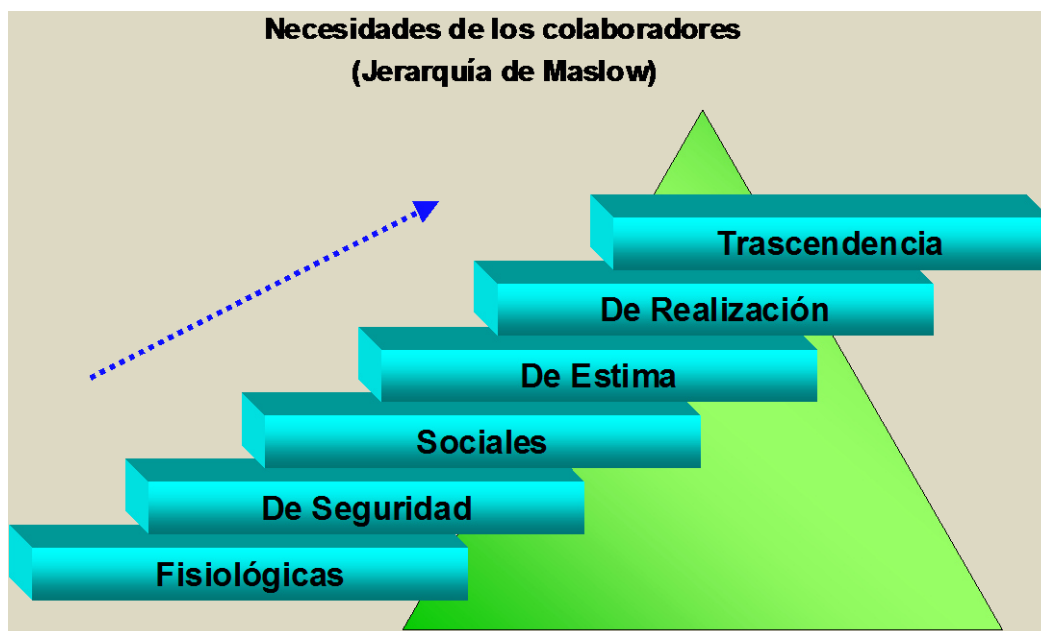 Necesidades de los colaboradores
(Jerarquía de Maslow)
Trascendencia
De Realización
De Estima
Sociales
De Seguridad
Fisiológicas